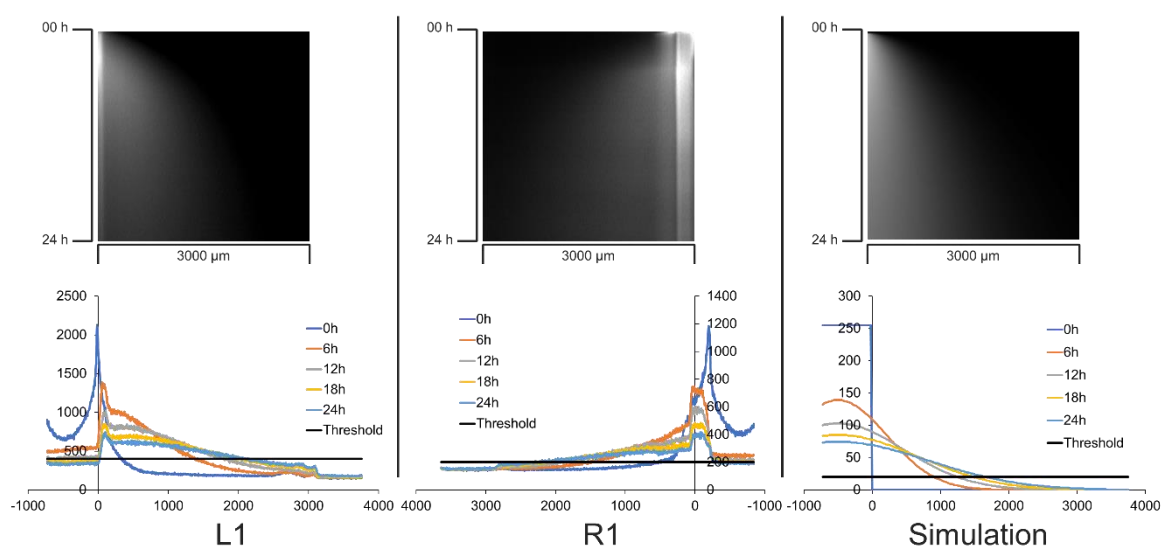 00 h
24 h
3000 µm
00 h
24 h
3000 µm
00 h
24 h
3000 µm
2500
2000
1500
1000
500
0
-1000 0 1000 2000 3000 4000
0h
6h
12h
18h
24h
Threshold
L1
1400
1200
1000
800
600
400
200
0
4000 3000 2000 1000 0 -1000
0h
6h
12h
18h
24h
Threshold
R1
300
250
200
150
100
50
0
-1000 0 1000 2000 3000 4000
0h
6h
12h
18h
24h
Threshold
Simulation